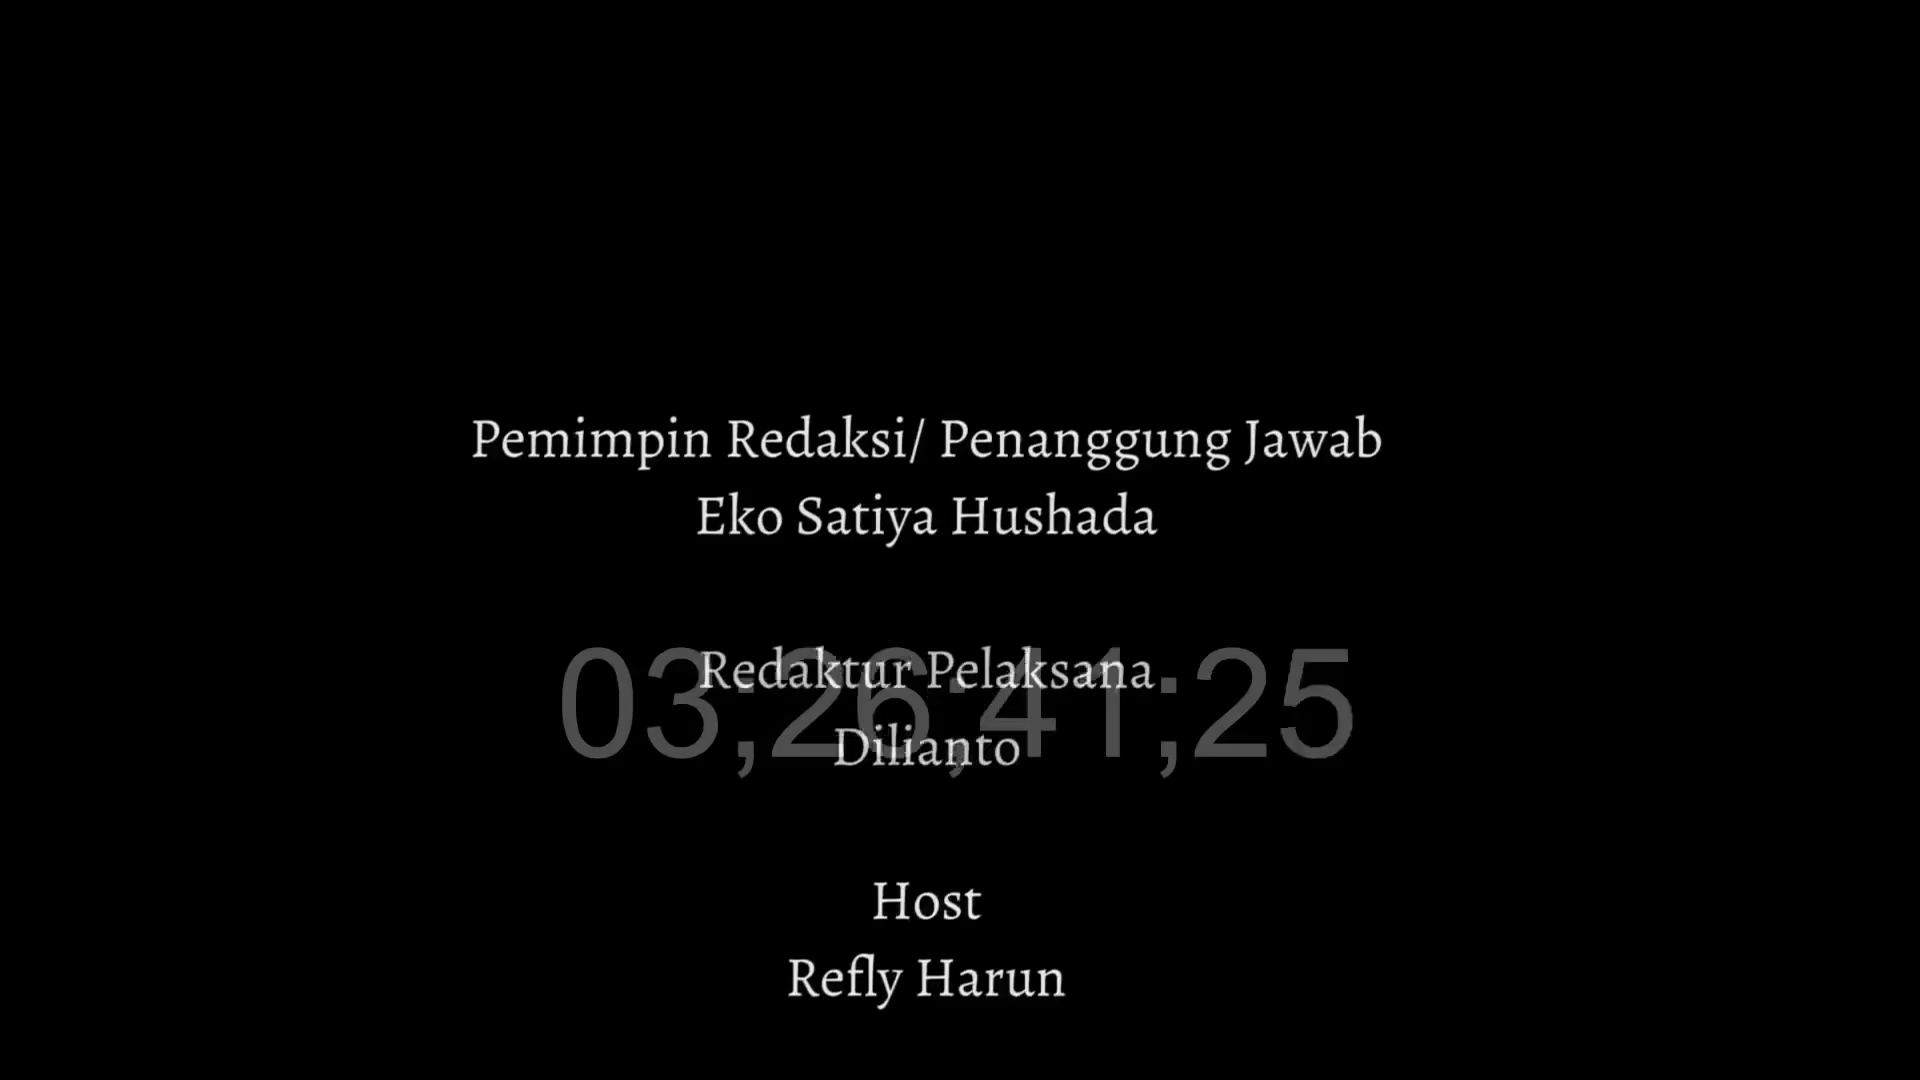 Pemimpin Redaksi/ Penanggung Jawab
Eko Satiya Hushada
Redaktur Pelaksana
03;26;41;25
Dilianto
Host
Refly Harun